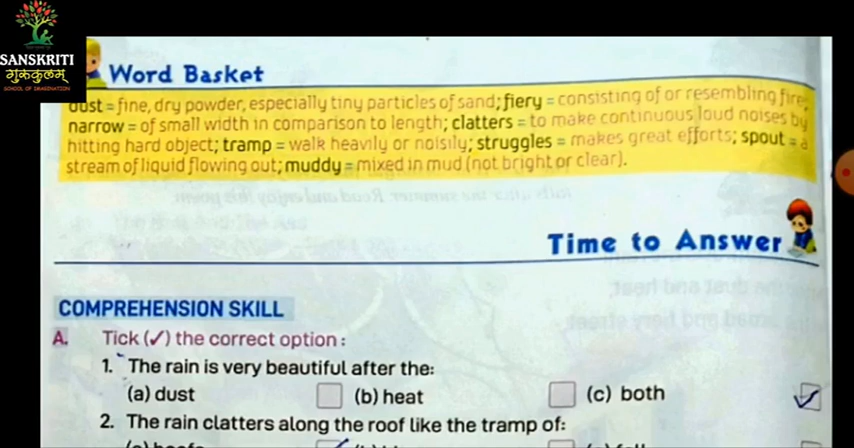 SANSKRITI
गुरुकुलम्
SCHOOL OF IMAGINATION
Word Basket
dust = fine, dry powder, especially tiny particles of sand; fiery = consisting of or resembling fire;
narrow = of small width in comparison to length; clatters = to make continuous loud noises by
hitting hard object; tramp = walk heavily or noisily; struggles = makes great efforts; spout = a
stream of liquid flowing out; muddy = mixed in mud (not bright or clear).
Time to Answer
COMPREHENSION SKILL
A. Tick (✓) the correct option :
1. The rain is very beautiful after the:
(a) dust (b) heat (c) both
2. The rain clatters along the roof like the tramp of: